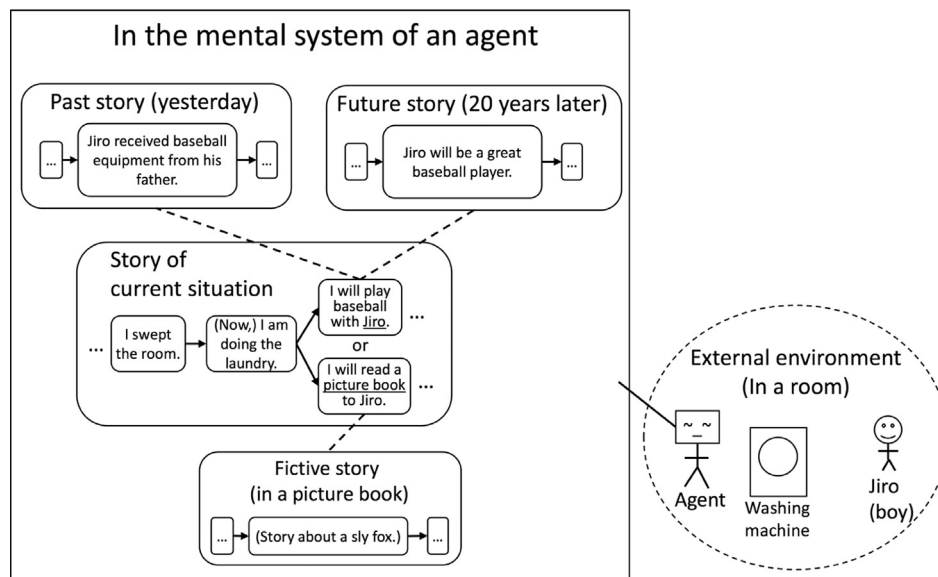 In the mental system of an agent
Past story (yesterday)
...
Jiro received baseball
equipment from his
father.
...
Future story (20 years later)
...
Jiro will be a great
baseball player.
...
Story of
current situation
...
I swept
the room.
(Now,) I am
doing the
laundry.
I will play
baseball
with Jiro.
...
or
I will read a
picture book
to Jiro.
...
Fictive story
(in a picture book)
...
(Story about a sly fox.)
...
External environment
(In a room)
Agent
Washing
machine
Jiro
(boy)